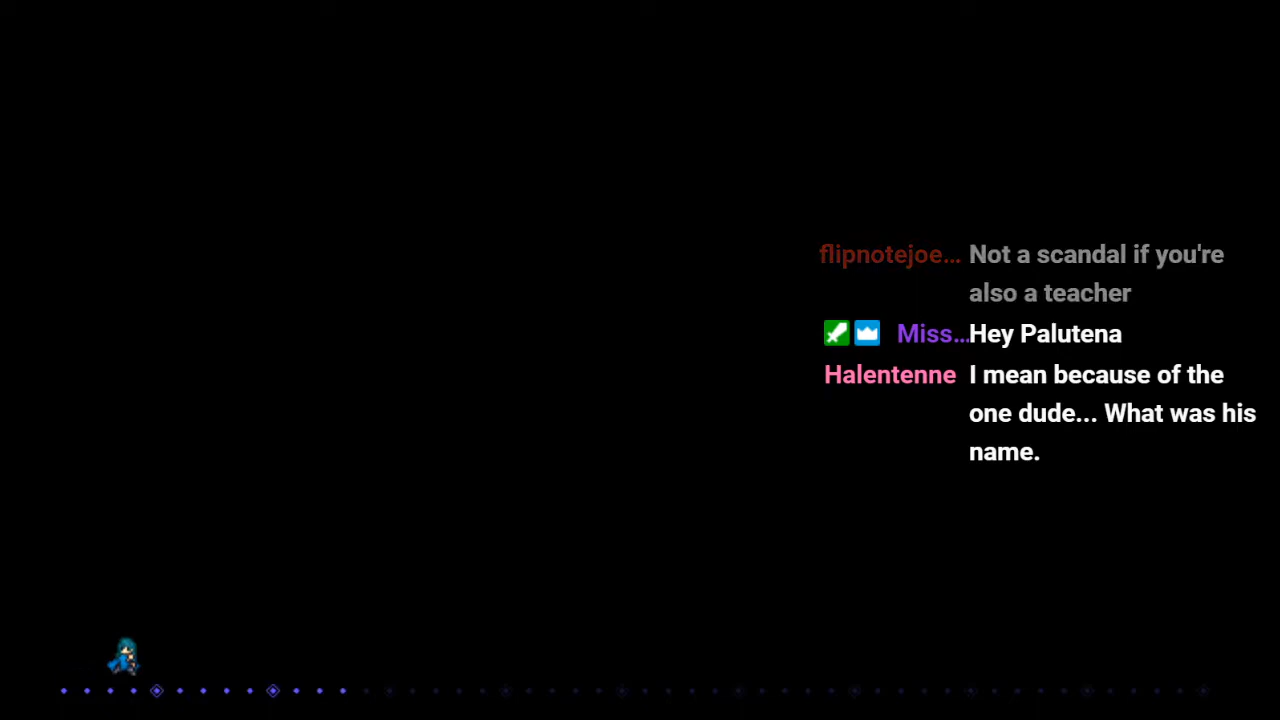 flipnotejoe… Not a scandal if you're
also a teacher
Miss… Hey Palutena
Halentenne I mean because of the
one dude... What was his
name.